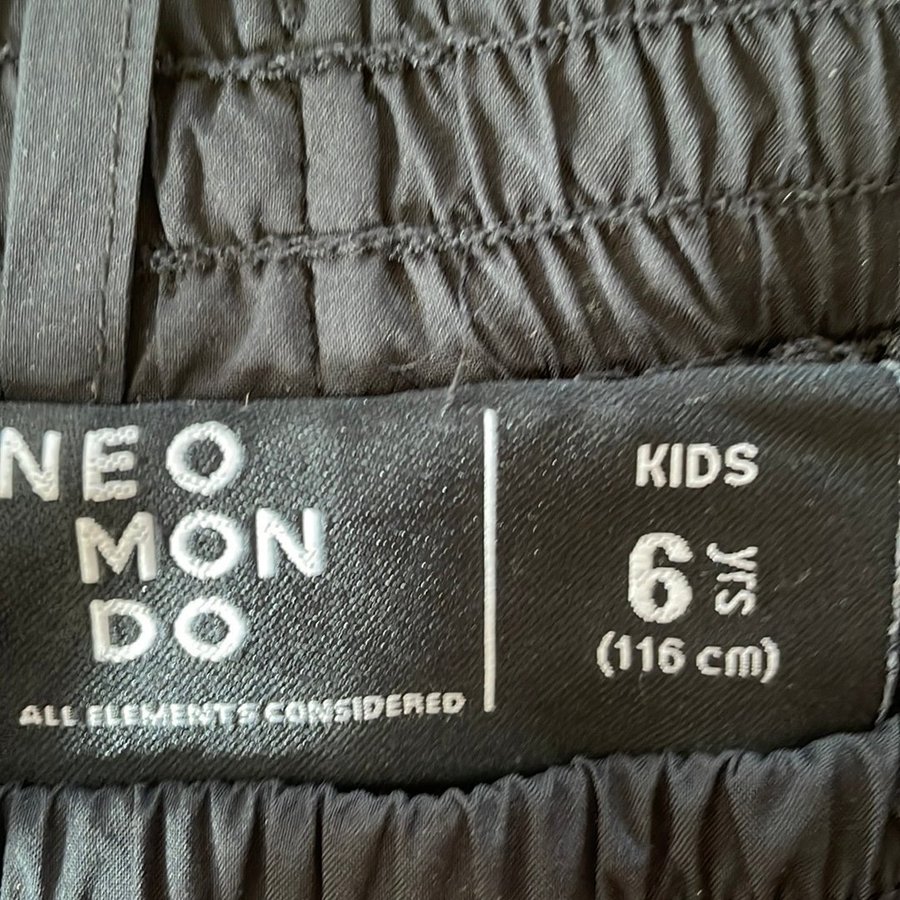 NEO
MON
DO
ALL ELEMENTS CONSIDERED
KIDS
6 yrs
(116 cm)